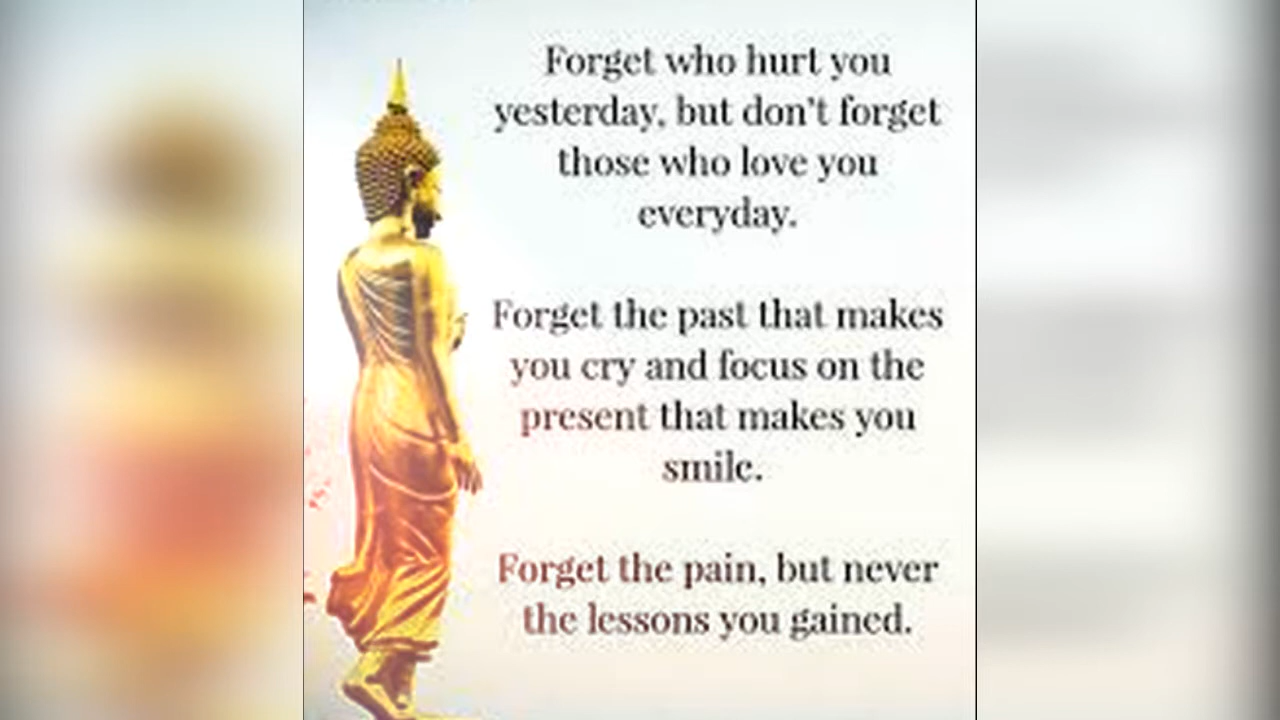 Forget who hurt you
yesterday, but don't forget
those who love you
everyday.
Forget the past that makes
you cry and focus on the
present that makes you
smile.
Forget the pain, but never
the lessons you gained.